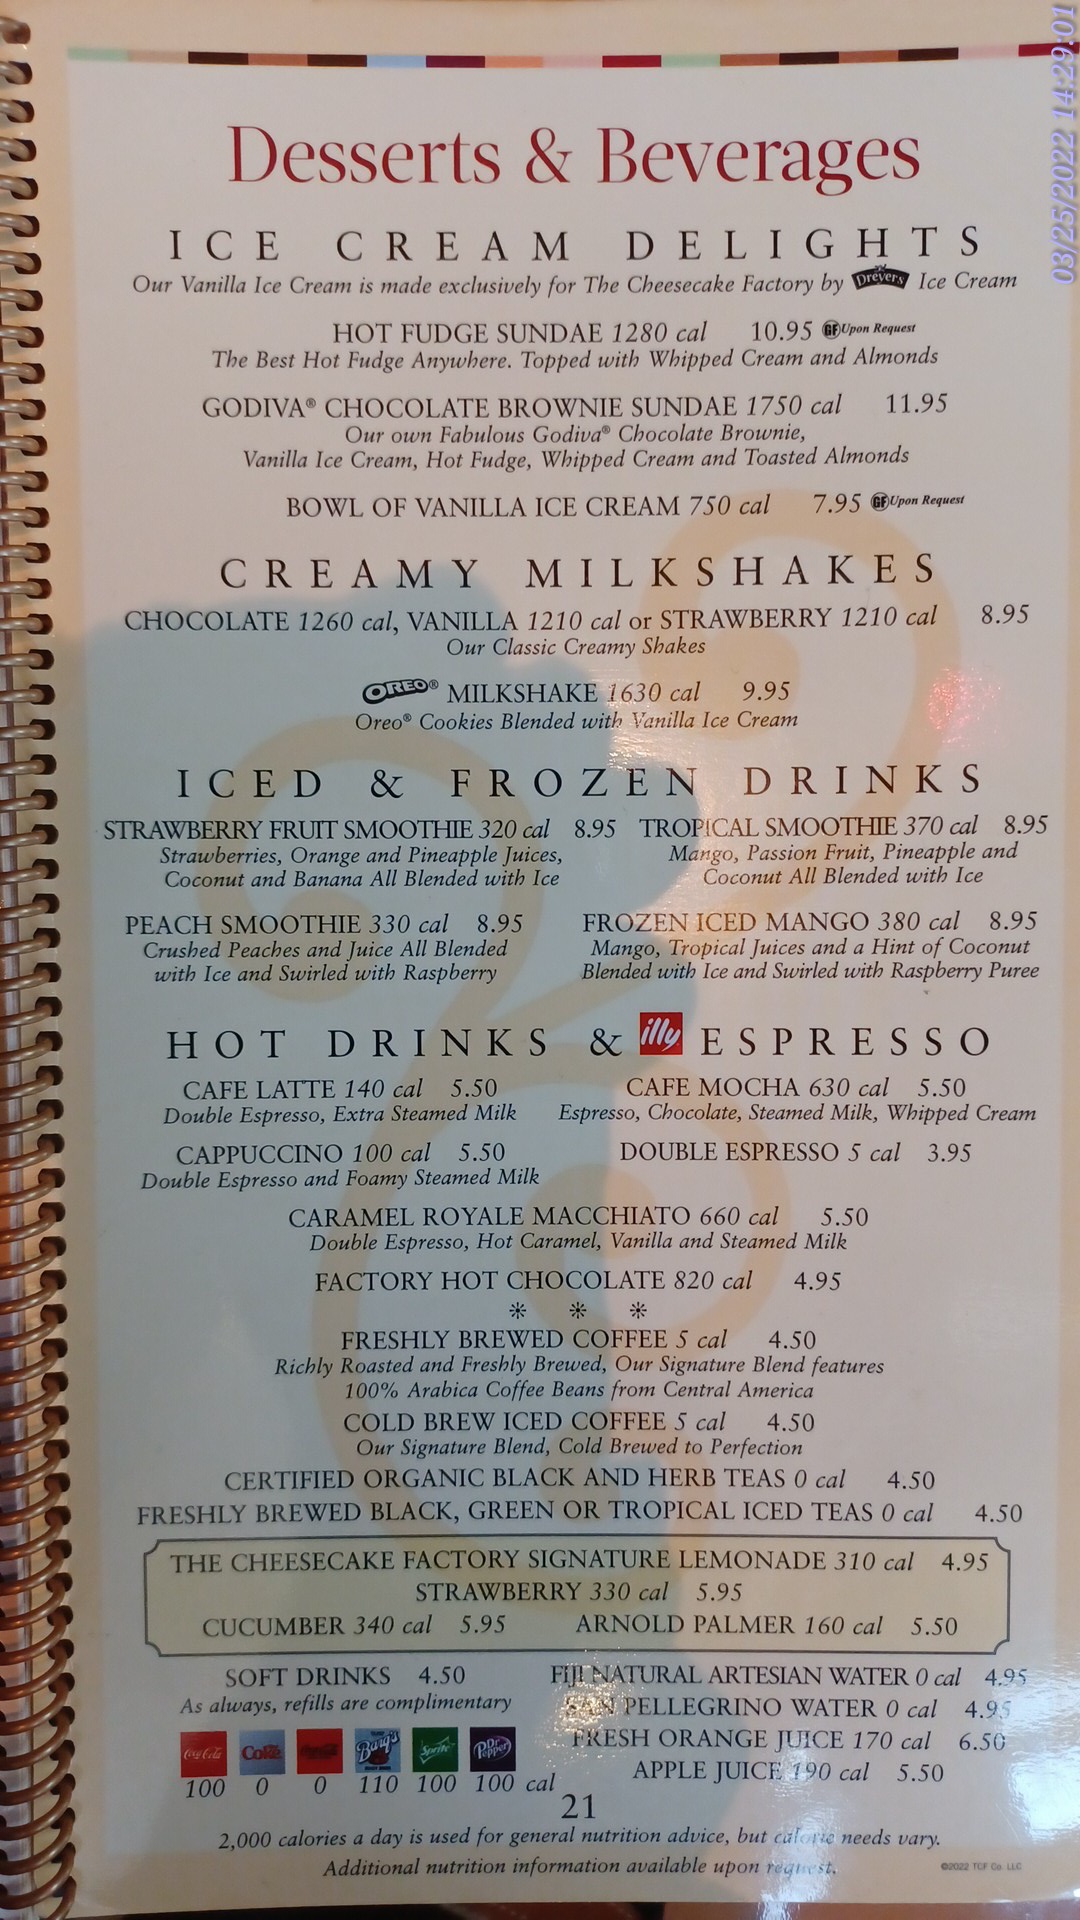 Desserts & Beverages
ICE CREAM DELIGHTS
Our Vanilla Ice Cream is made exclusively for The Cheesecake Factory by Dreyer's Ice Cream
HOT FUDGE SUNDAE 1280 cal 10.95 GF Upon Request
The Best Hot Fudge Anywhere. Topped with Whipped Cream and Almonds
GODIVA® CHOCOLATE BROWNIE SUNDAE 1750 cal 11.95
Our own Fabulous Godiva® Chocolate Brownie,
Vanilla Ice Cream, Hot Fudge, Whipped Cream and Toasted Almonds
BOWL OF VANILLA ICE CREAM 750 cal 7.95 GF Upon Request
CREAMY MILKSHAKES
CHOCOLATE 1260 cal, VANILLA 1210 cal or STRAWBERRY 1210 cal 8.95
Our Classic Creamy Shakes
OREO® MILKSHAKE 1630 cal 9.95
Oreo® Cookies Blended with Vanilla Ice Cream
ICED & FROZEN DRINKS
STRAWBERRY FRUIT SMOOTHIE 320 cal 8.95
Strawberries, Orange and Pineapple Juices,
Coconut and Banana All Blended with Ice
TROPICAL SMOOTHIE 370 cal 8.95
Mango, Passion Fruit, Pineapple and
Coconut All Blended with Ice
PEACH SMOOTHIE 330 cal 8.95
Crushed Peaches and Juice All Blended
with Ice and Swirled with Raspberry
FROZEN ICED MANGO 380 cal 8.95
Mango, Tropical Juices and a Hint of Coconut
Blended with Ice and Swirled with Raspberry Puree
HOT DRINKS & illy ESPRESSO
CAFE LATTE 140 cal 5.50
Double Espresso, Extra Steamed Milk
CAFE MOCHA 630 cal 5.50
Espresso, Chocolate, Steamed Milk, Whipped Cream
CAPPUCCINO 100 cal 5.50
Double Espresso and Foamy Steamed Milk
DOUBLE ESPRESSO 5 cal 3.95
CARAMEL ROYALE MACCHIATO 660 cal 5.50
Double Espresso, Hot Caramel, Vanilla and Steamed Milk
FACTORY HOT CHOCOLATE 820 cal 4.95
FRESHLY BREWED COFFEE 5 cal 4.50
Richly Roasted and Freshly Brewed, Our Signature Blend features
100% Arabica Coffee Beans from Central America
COLD BREW ICED COFFEE 5 cal 4.50
Our Signature Blend, Cold Brewed to Perfection
CERTIFIED ORGANIC BLACK AND HERB TEAS 0 cal 4.50
FRESHLY BREWED BLACK, GREEN OR TROPICAL ICED TEAS 0 cal 4.50
THE CHEESECAKE FACTORY SIGNATURE LEMONADE 310 cal 4.95
STRAWBERRY 330 cal 5.95
CUCUMBER 340 cal 5.95 ARNOLD PALMER 160 cal 5.50
SOFT DRINKS 4.50
As always, refills are complimentary
Coca-Cola Diet Coke Coca-Cola Barq's Sprite Dr Pepper
100 0 0 110 100 100 cal
FIJI NATURAL ARTESIAN WATER 0 cal 4.95
SAN PELLEGRINO WATER 0 cal 4.95
FRESH ORANGE JUICE 170 cal 6.50
APPLE JUICE 190 cal 5.50
21
2,000 calories a day is used for general nutrition advice, but calorie needs vary.
Additional nutrition information available upon request.
©2022 TCF Co. LLC
08/25/2022 14:29:01